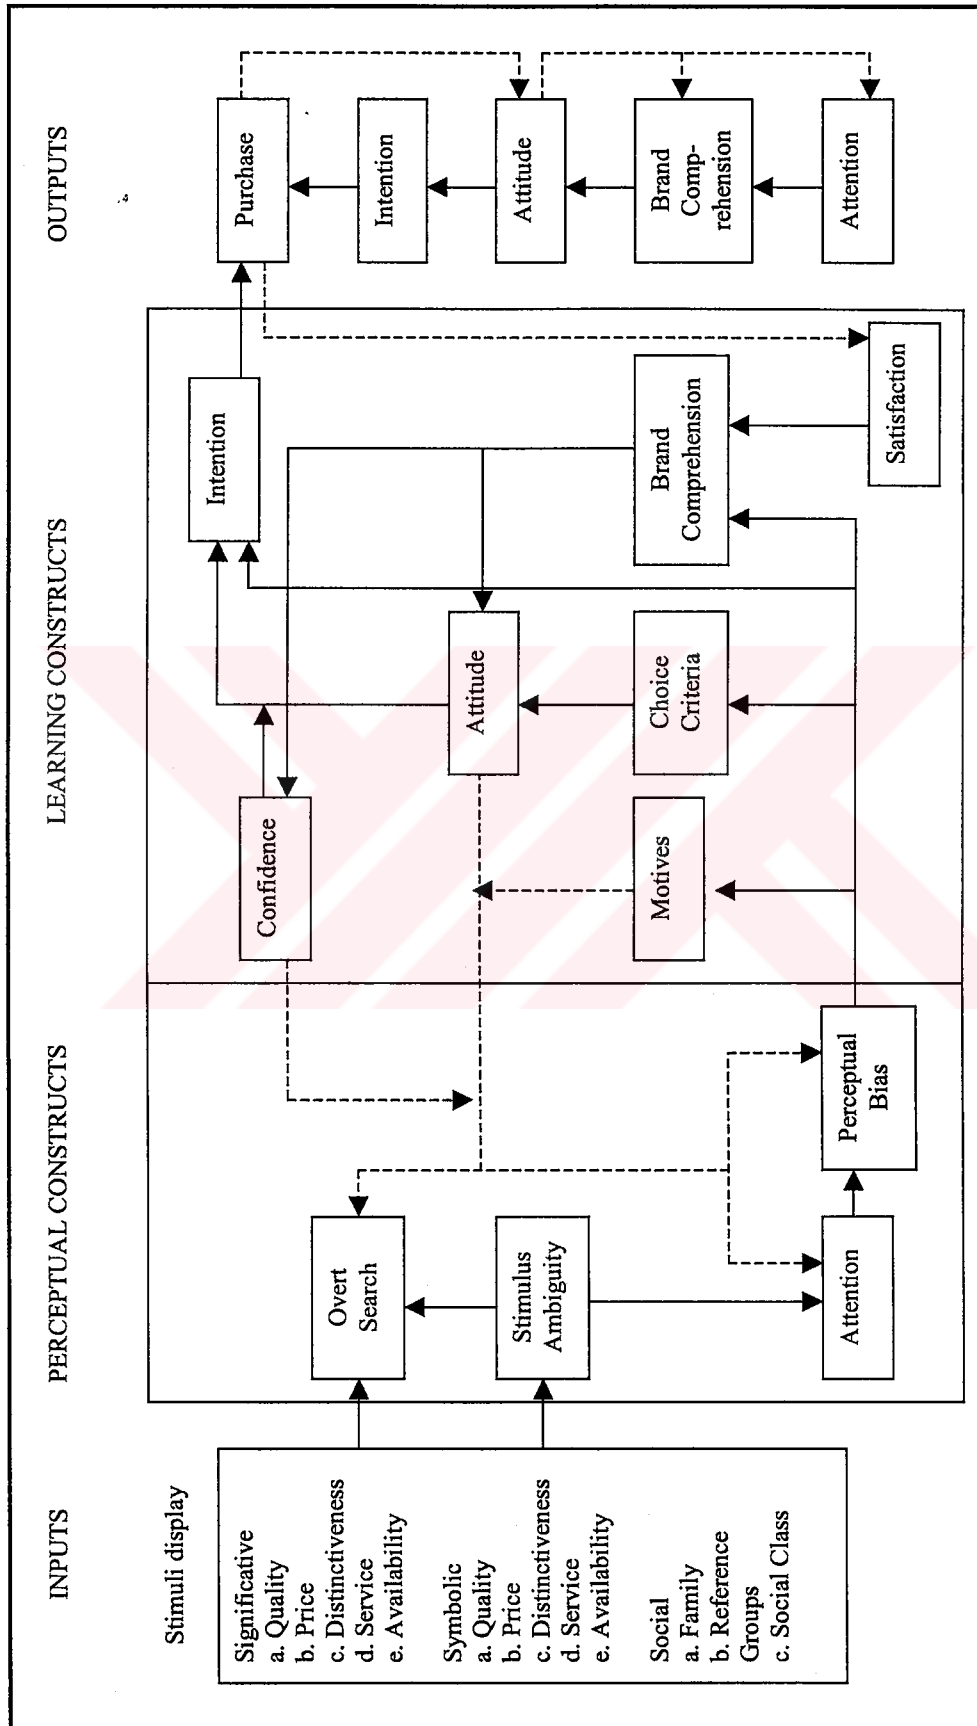 INPUTS
PERCEPTUAL CONSTRUCTS
LEARNING CONSTRUCTS
OUTPUTS
Stimuli display
Significative
a. Quality
b. Price
c. Distinctiveness
d. Service
e. Availability
Symbolic
a. Quality
b. Price
c. Distinctiveness
d. Service
e. Availability
Social
a. Family
b. Reference
Groups
c. Social Class
Overt
Search
Stimulus
Ambiguity
Attention
Perceptual
Bias
Confidence
Motives
Attitude
Choice
Criteria
Intention
Brand
Comprehension
Satisfaction
Purchase
Intention
Attitude
Brand
Comp-
rehension
Attention